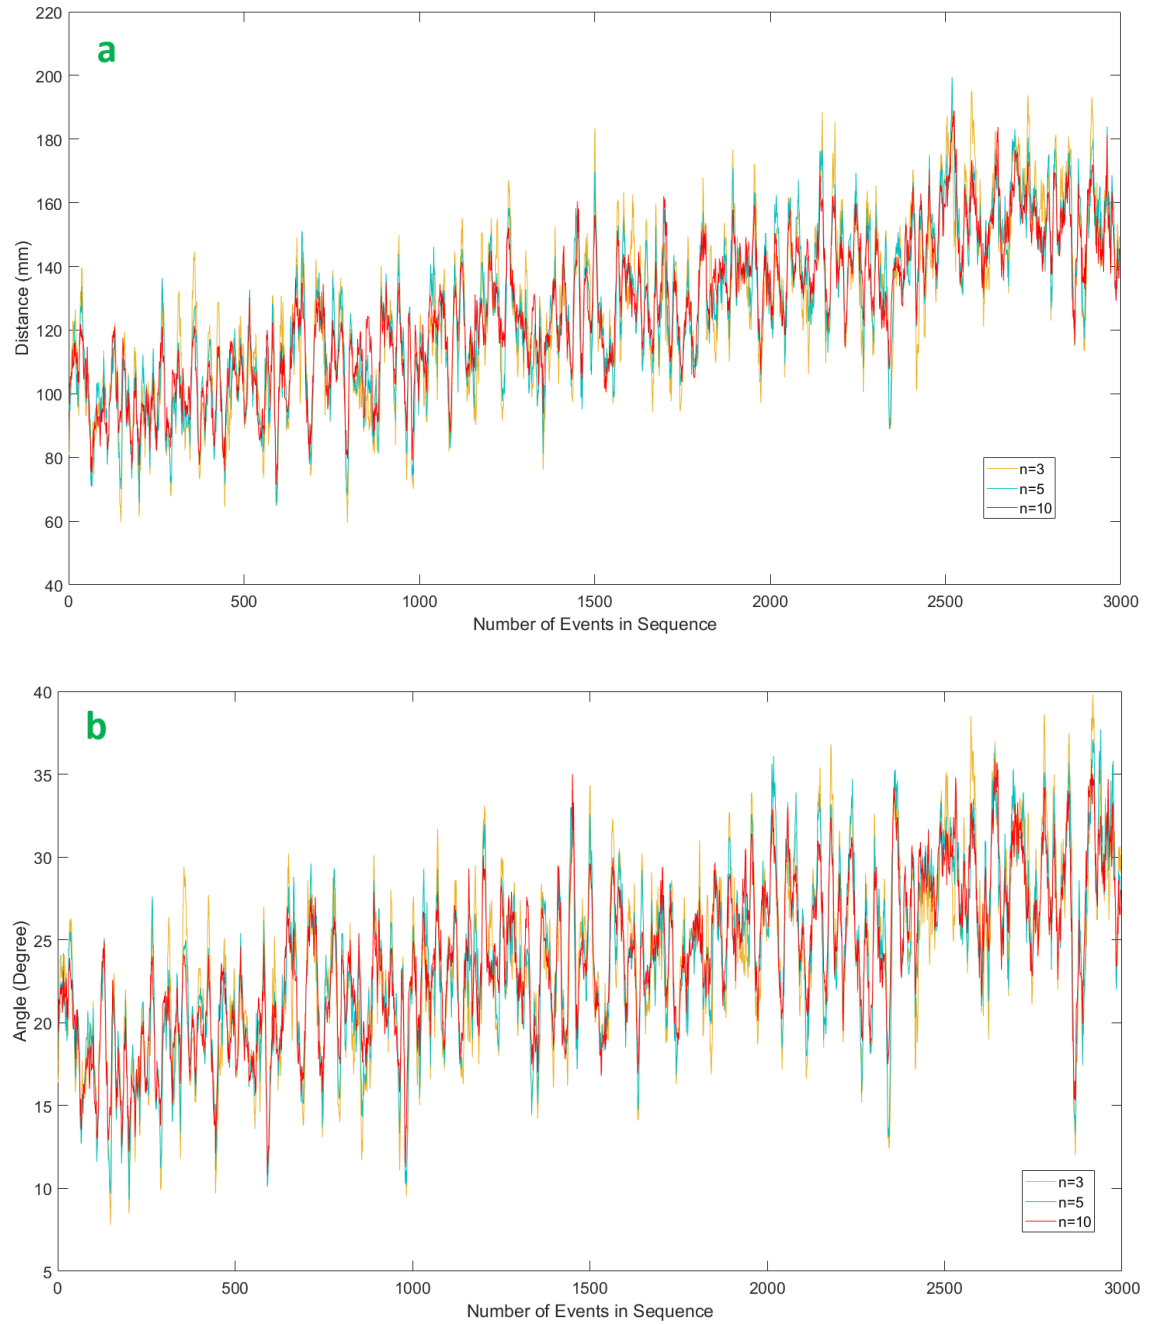 a
220
200
180
160
140
120
100
80
60
40
Distance (mm)
n=3
n=5
n=10
0 500 1000 1500 2000 2500 3000
Number of Events in Sequence
b
40
35
30
25
20
15
10
5
Angle (Degree)
n=3
n=5
n=10
0 500 1000 1500 2000 2500 3000
Number of Events in Sequence